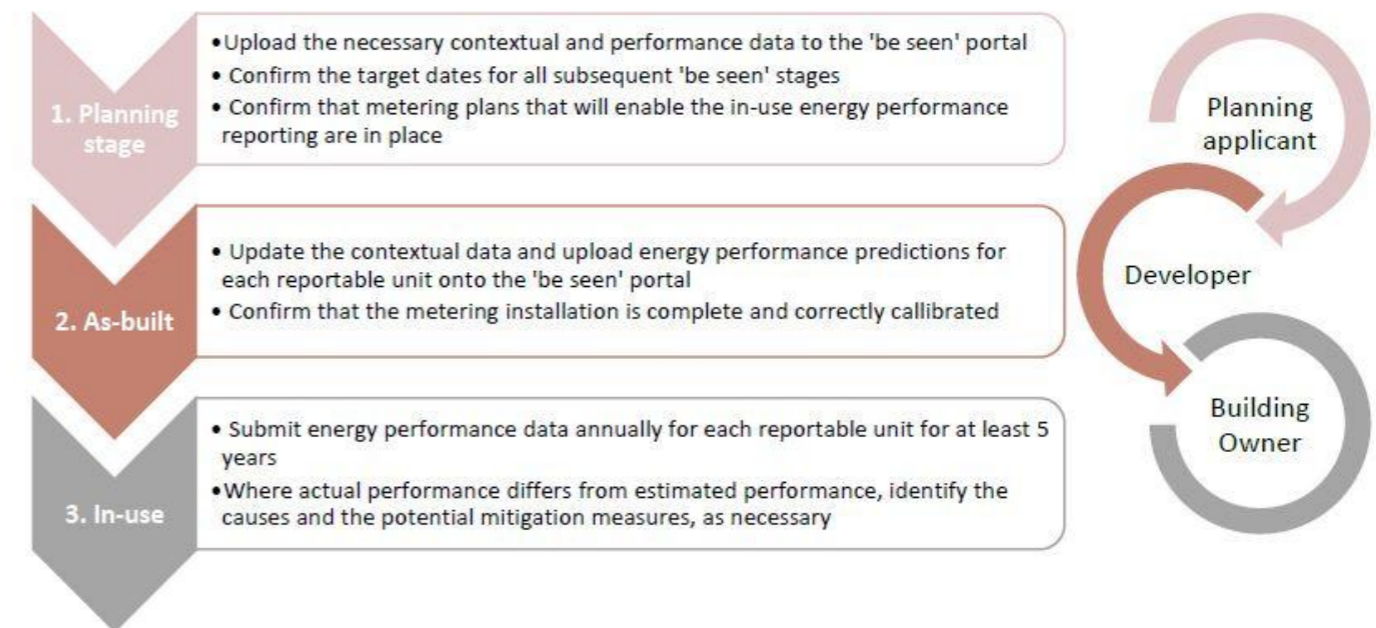 •Upload the necessary contextual and performance data to the 'be seen' portal
• Confirm the target dates for all subsequent 'be seen' stages
• Confirm that metering plans that will enable the in-use energy performance
reporting are in place
1. Planning
stage
Planning
applicant
• Update the contextual data and upload energy performance predictions for
each reportable unit onto the 'be seen' portal
• Confirm that the metering installation is complete and correctly callibrated
2. As-built
Developer
• Submit energy performance data annually for each reportable unit for at least 5
years
•Where actual performance differs from estimated performance, identify the
causes and the potential mitigation measures, as necessary
3. In-use
Building
Owner